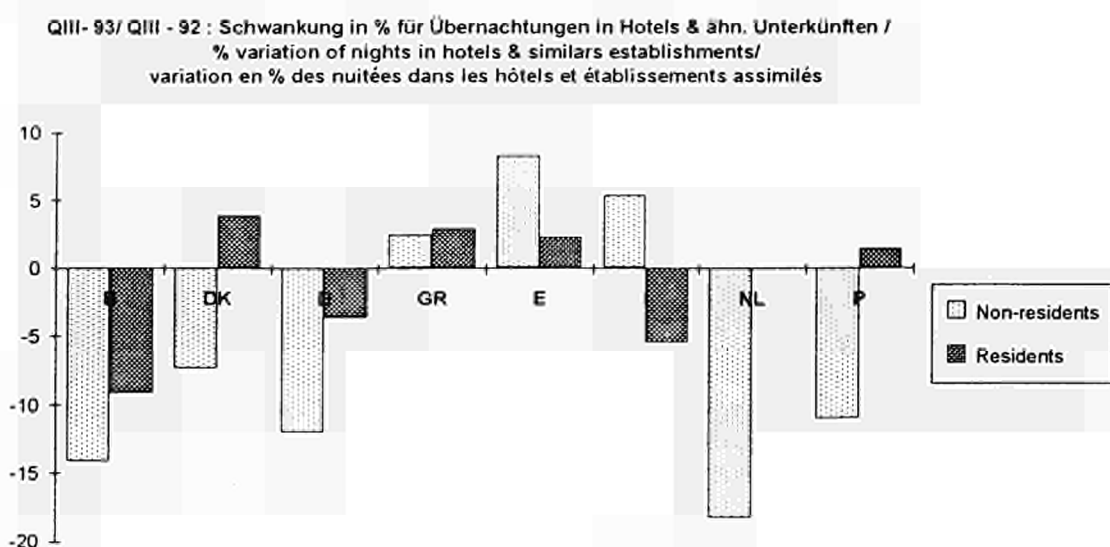 QIII- 93/ QIII - 92 : Schwankung in % für Übernachtungen in Hotels & ähn. Unterkünften /
% variation of nights in hotels & similars establishments/
variation en % des nuitées dans les hôtels et établissements assimilés
10
5
0
-5
-10
-15
-20
B DK GR E NL P
Non-residents
Residents